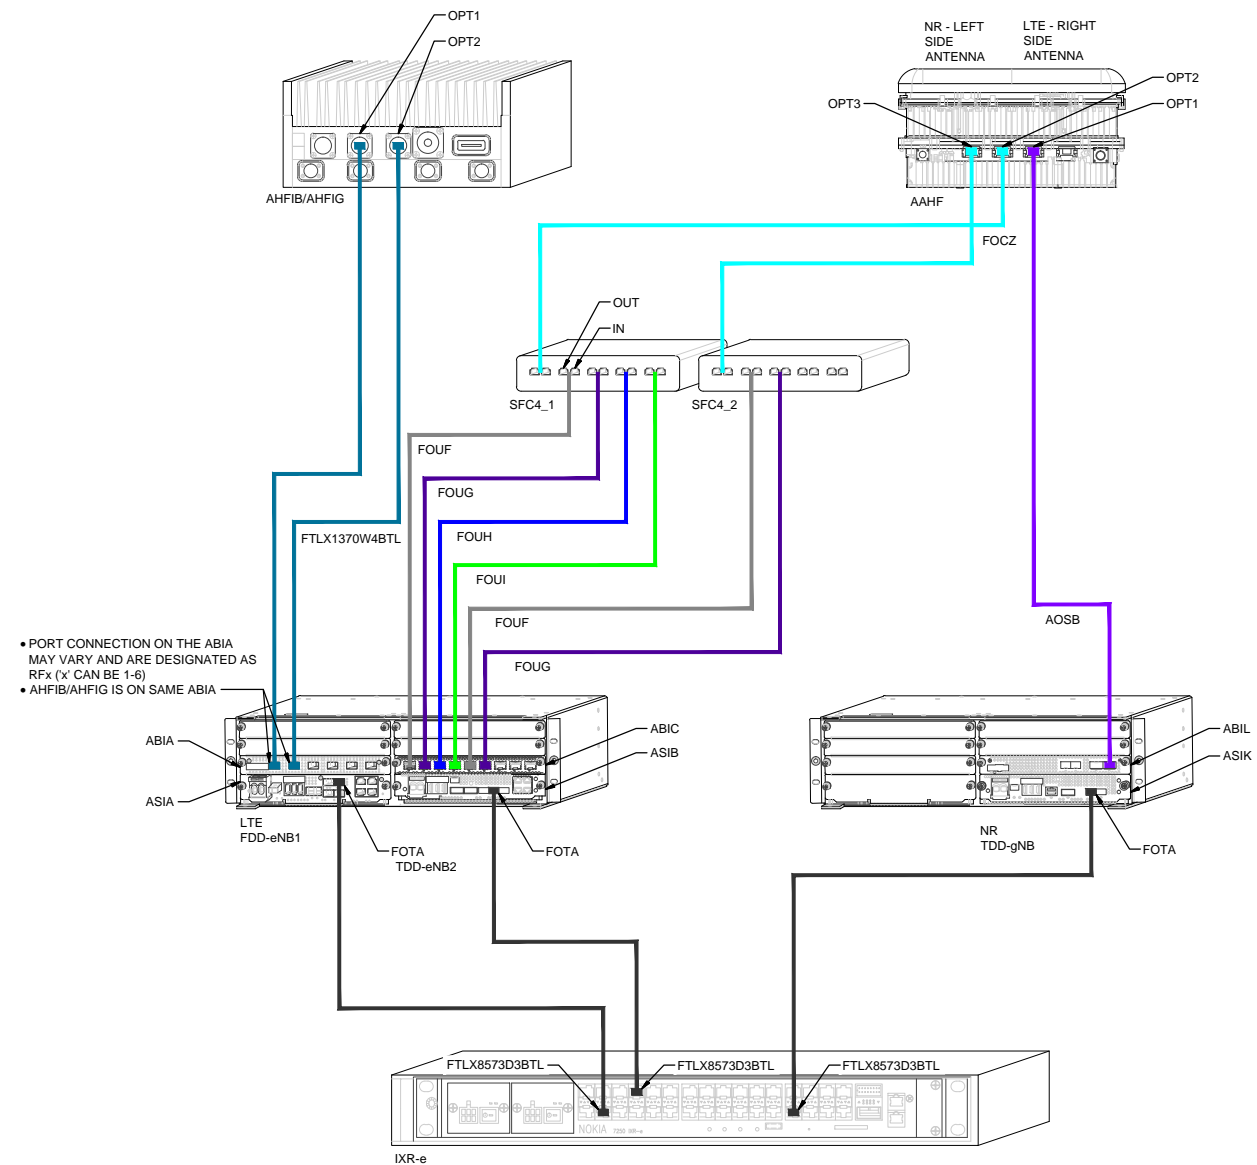 OPT1
OPT2
AHFIB/AHFIG
NR - LEFT
SIDE
ANTENNA
LTE - RIGHT
SIDE
ANTENNA
OPT3
OPT2
OPT1
AAHF
FOCZ
OUT
IN
SFC4_1
SFC4_2
FOUF
FOUG
FTLX1370W4BTL
FOUH
FOUI
FOUF
AOSB
FOUG
• PORT CONNECTION ON THE ABIA
MAY VARY AND ARE DESIGNATED AS
RFx ('x' CAN BE 1-6)
• AHFIB/AHFIG IS ON SAME ABIA
ABIA
ASIA
ABIC
ASIB
ABIL
ASIK
LTE
FDD-eNB1
FOTA
TDD-eNB2
FOTA
NR
TDD-gNB
FOTA
FTLX8573D3BTL
FTLX8573D3BTL
FTLX8573D3BTL
NOKIA 7250 IXR-e
IXR-e